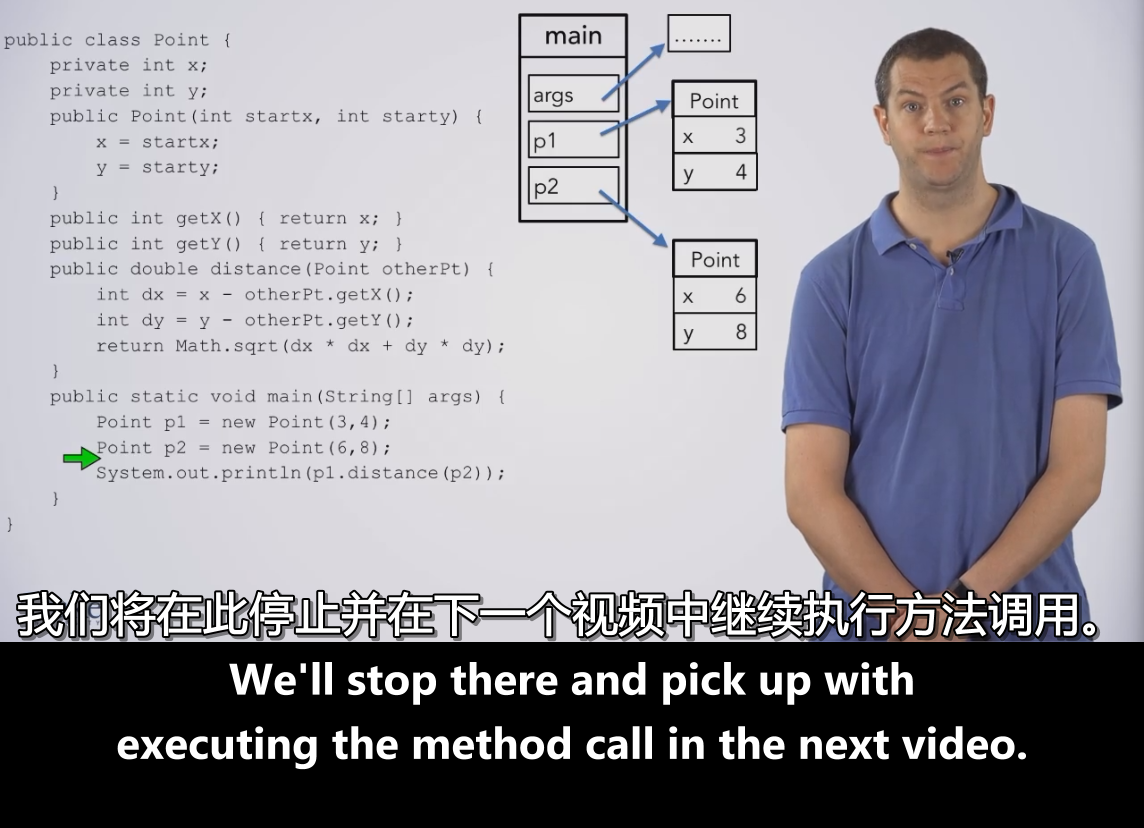 public class Point {
private int x;
private int y;
public Point(int startx, int starty) {
x = startx;
y = starty;
}
public int getX() { return x; }
public int getY() { return y; }
public double distance(Point otherPt) {
int dx = x - otherPt.getX();
int dy = y - otherPt.getY();
return Math.sqrt(dx * dx + dy * dy);
}
public static void main(String[] args) {
Point p1 = new Point(3,4);
Point p2 = new Point(6,8);
System.out.println(p1.distance(p2));
}
}
main
args
p1
p2
.......
Point
x 3
y 4
Point
x 6
y 8
我们将在此停止并在下一个视频中继续执行方法调用。
We'll stop there and pick up with
executing the method call in the next video.